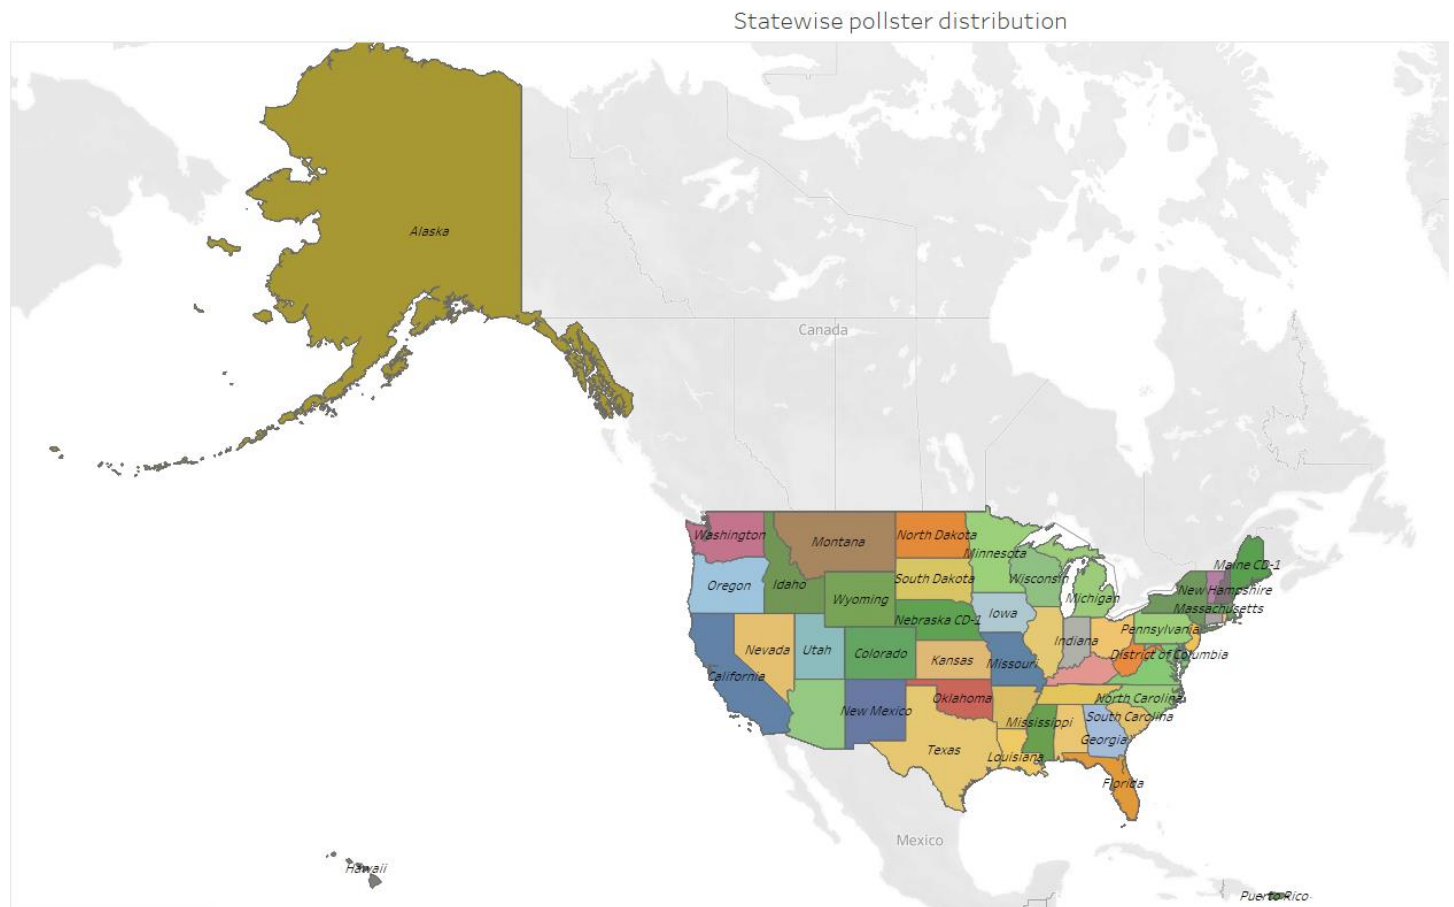 Statewise pollster distribution
Alaska
Canada
Washington
Montana
North Dakota
Minnesota
Maine CD-1
Oregon
Idaho
South Dakota
Wisconsin
New Hampshire
Wyoming
Michigan
Massachusetts
Iowa
Nebraska CD-1
Pennsylvania
Nevada
Utah
Colorado
Kansas
Missouri
Indiana
District of Columbia
California
New Mexico
Oklahoma
North Carolina
Mississippi
South Carolina
Texas
Georgia
Louisiana
Florida
Mexico
Hawaii
Puerto Rico